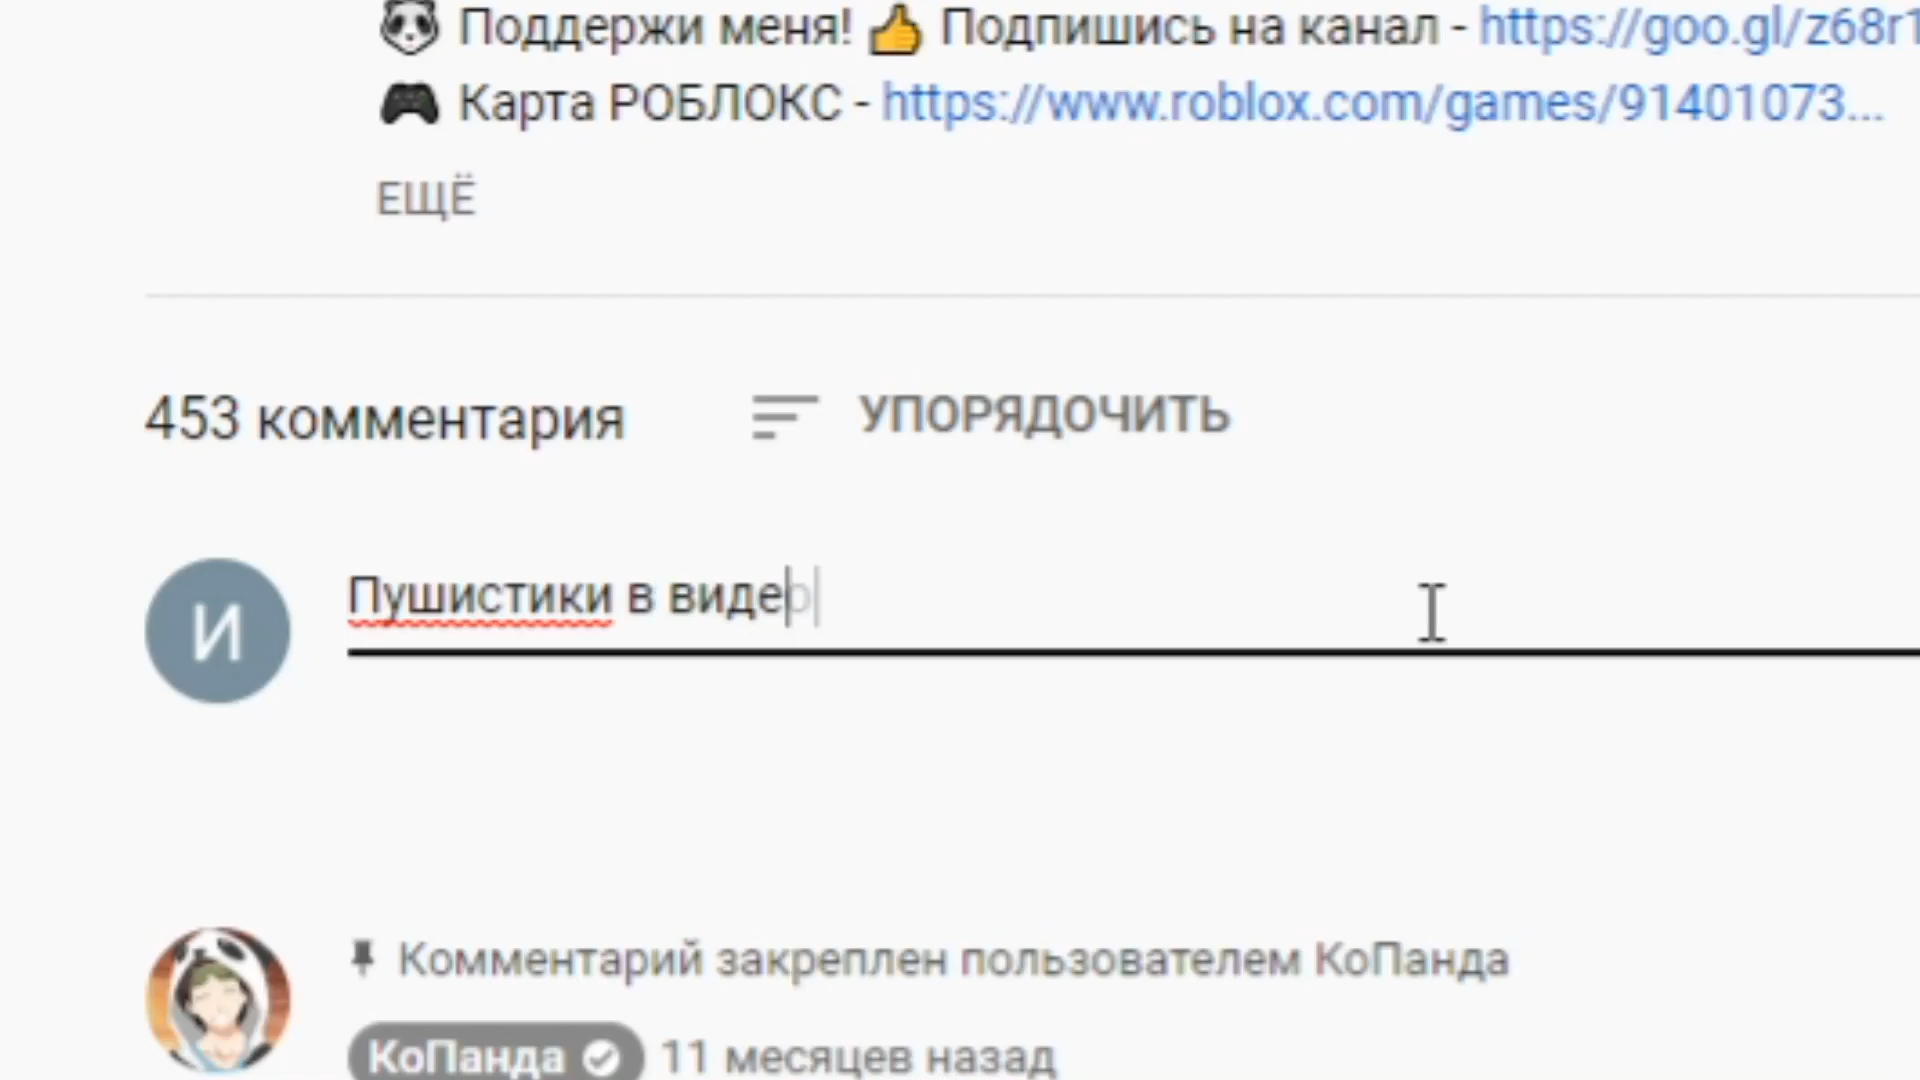 🐼 Поддержи меня! 👍 Подпишись на канал - https://goo.gl/z68r1
🎮 Карта РОБЛОКС - https://www.roblox.com/games/91401073...
ЕЩЁ
453 комментария УПОРЯДОЧИТЬ
И
Пушистики в видео
Комментарий закреплен пользователем КоПанда
КоПанда 11 месяцев назад